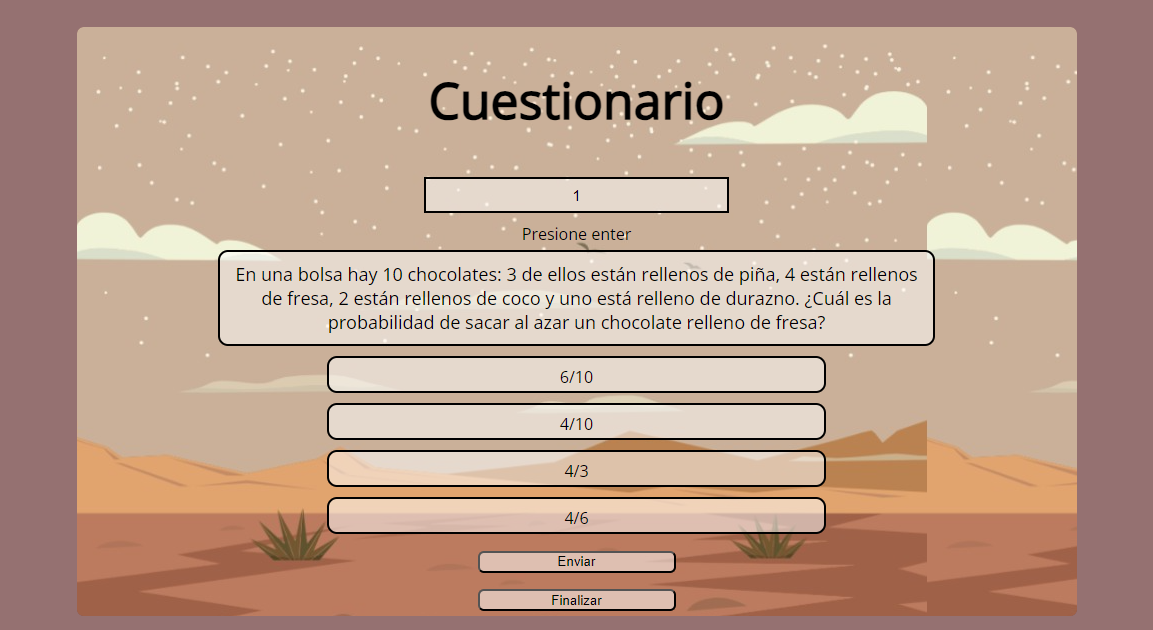 Cuestionario
1
Presione enter
En una bolsa hay 10 chocolates: 3 de ellos están rellenos de piña, 4 están rellenos
de fresa, 2 están rellenos de coco y uno está relleno de durazno. ¿Cuál es la
probabilidad de sacar al azar un chocolate relleno de fresa?
6/10
4/10
4/3
4/6
Enviar
Finalizar